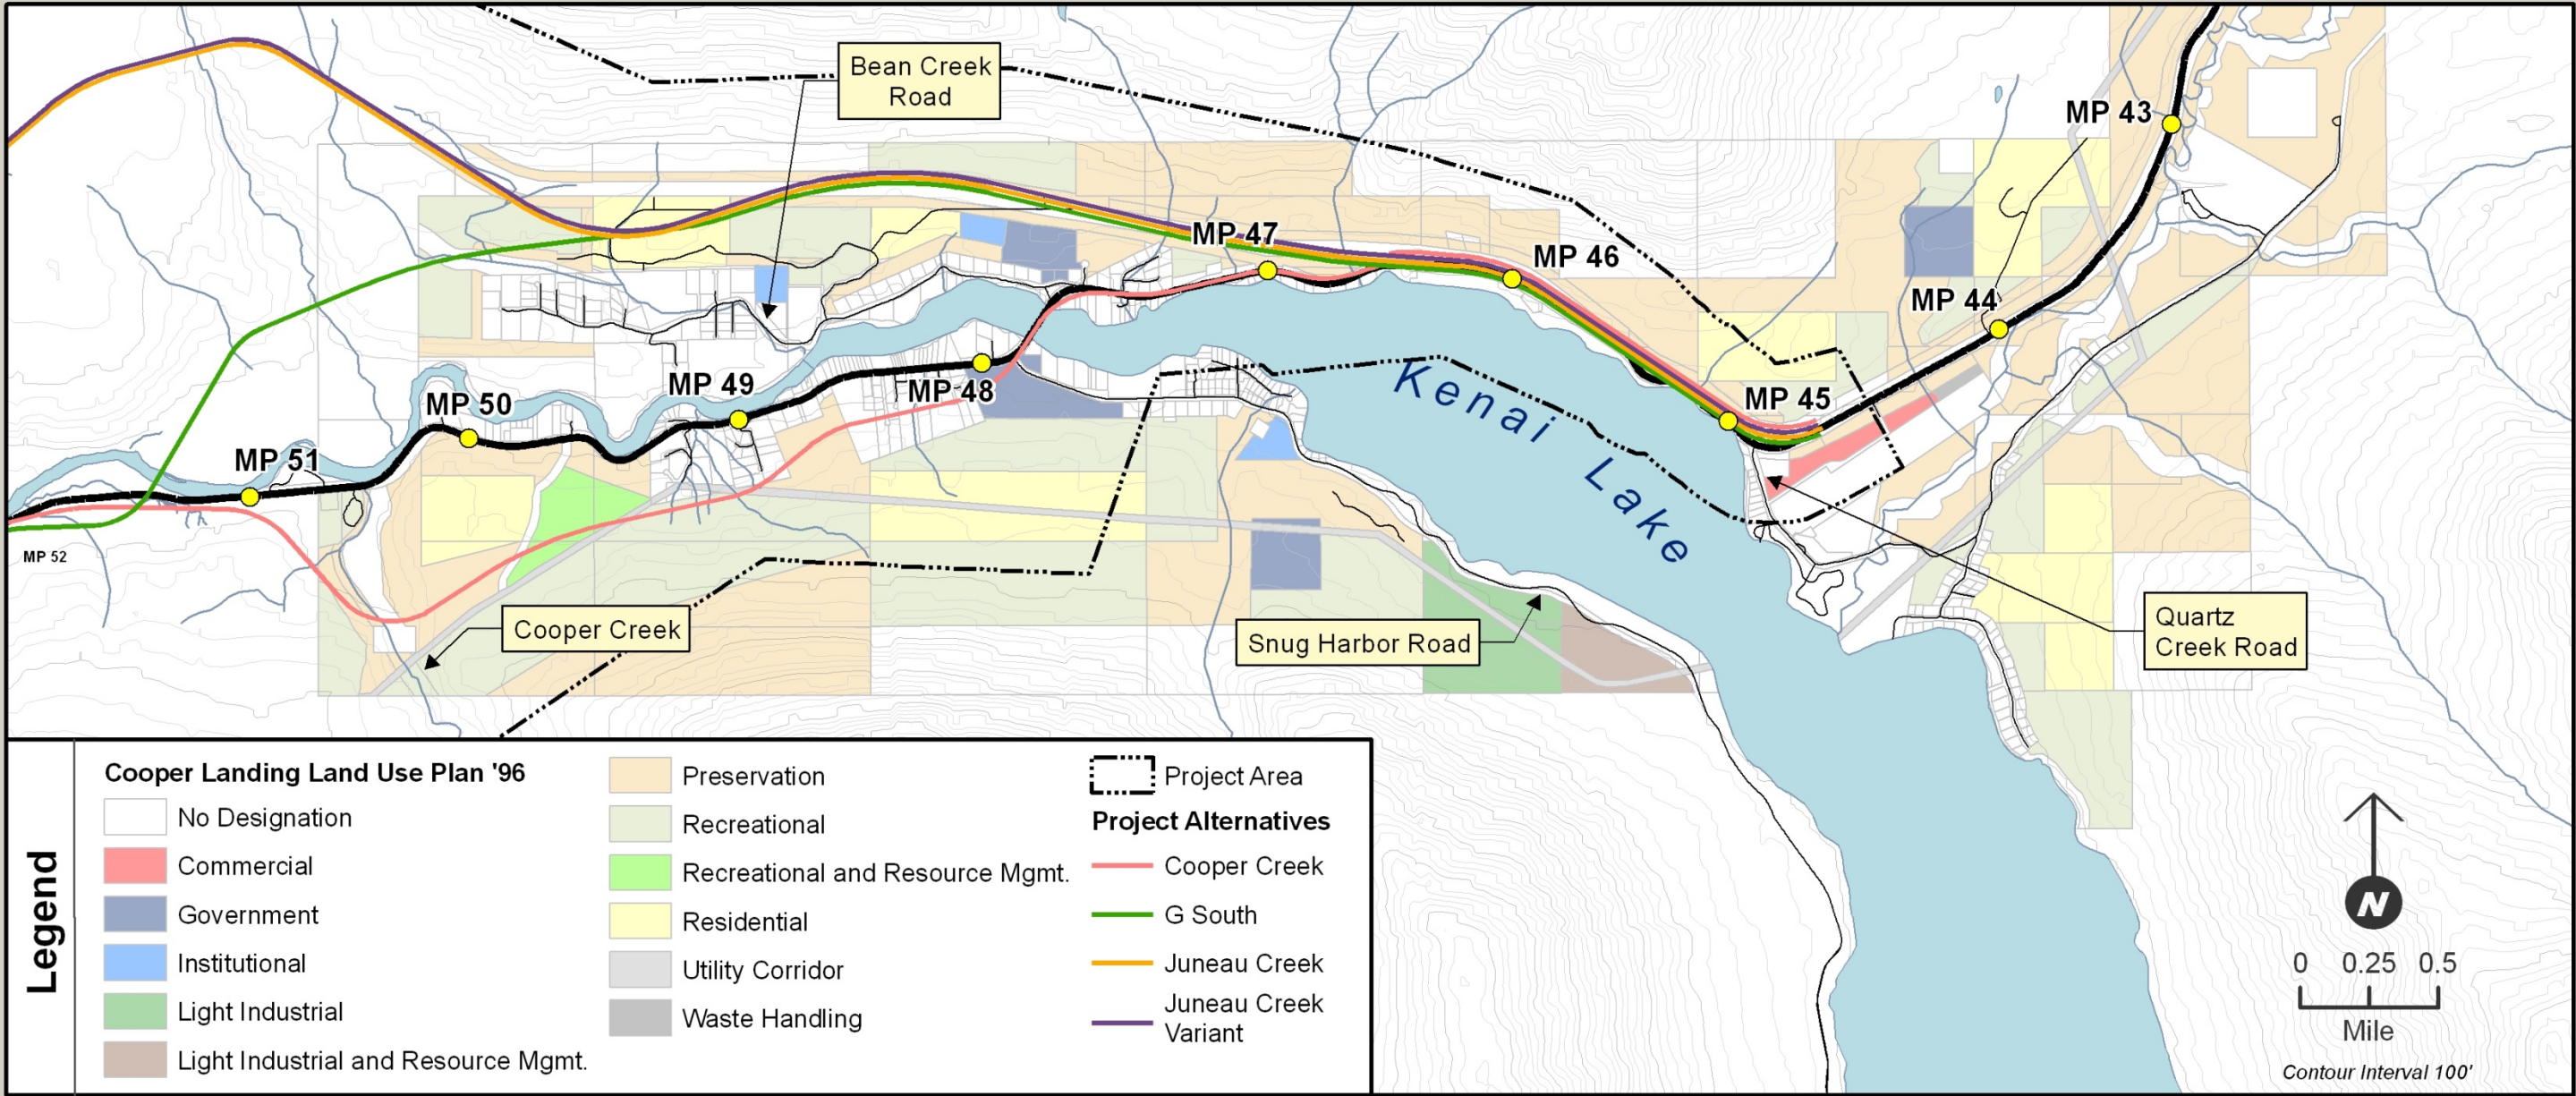 Bean Creek
Road
MP 43
MP 47
MP 46
MP 44
MP 49
MP 48
MP 45
MP 50
MP 51
Kenai
Lake
MP 52
Cooper Creek
Snug Harbor Road
Quartz
Creek Road
Legend
Cooper Landing Land Use Plan '96
No Designation
Commercial
Government
Institutional
Light Industrial
Light Industrial and Resource Mgmt.
Preservation
Recreational
Recreational and Resource Mgmt.
Residential
Utility Corridor
Waste Handling
Project Area
Project Alternatives
Cooper Creek
G South
Juneau Creek
Juneau Creek
Variant
N
0 0.25 0.5
Mile
Contour Interval 100'